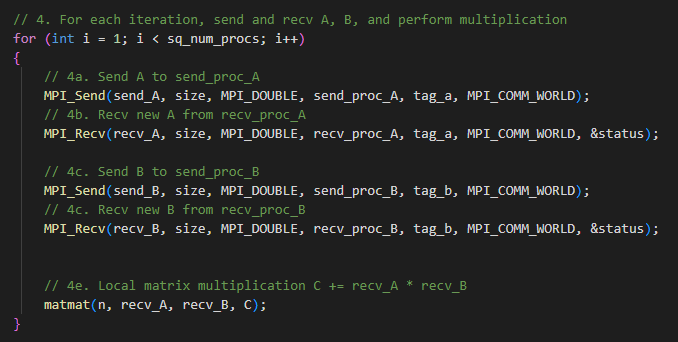 // 4. For each iteration, send and recv A, B, and perform multiplication
for (int i = 1; i < sq_num_procs; i++)
{
    // 4a. Send A to send_proc_A
    MPI_Send(send_A, size, MPI_DOUBLE, send_proc_A, tag_a, MPI_COMM_WORLD);
    // 4b. Recv new A from recv_proc_A
    MPI_Recv(recv_A, size, MPI_DOUBLE, recv_proc_A, tag_a, MPI_COMM_WORLD, &status);

    // 4c. Send B to send_proc_B
    MPI_Send(send_B, size, MPI_DOUBLE, send_proc_B, tag_b, MPI_COMM_WORLD);
    // 4c. Recv new B from recv_proc_B
    MPI_Recv(recv_B, size, MPI_DOUBLE, recv_proc_B, tag_b, MPI_COMM_WORLD, &status);


    // 4e. Local matrix multiplication C += recv_A * recv_B
    matmat(n, recv_A, recv_B, C);
}